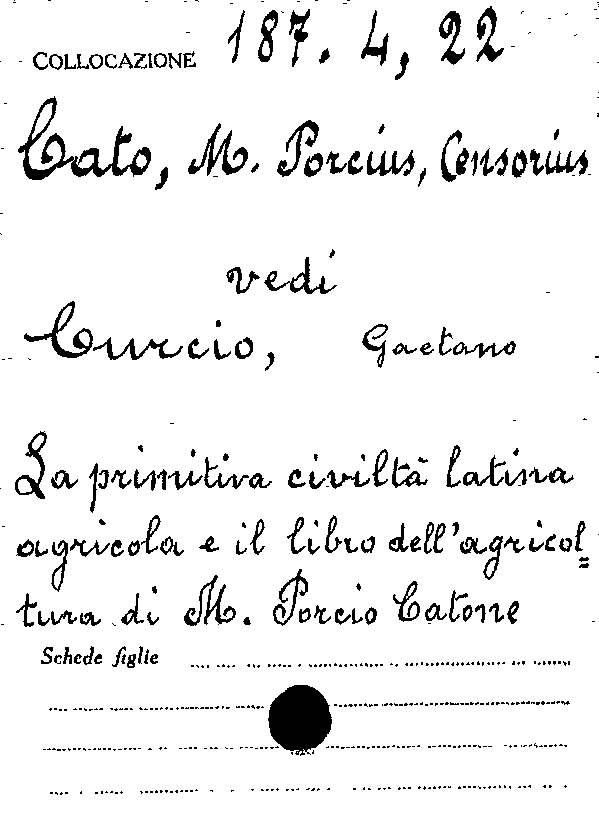 COLLOCAZIONE 187. 4, 22
Cato, M. Porcius, Censorius
vedi
Curcio, Gaetano
La primitiva civiltà latina
agricola e il libro dell'agricol=
tura di M. Porcio Catone
Schede figlie